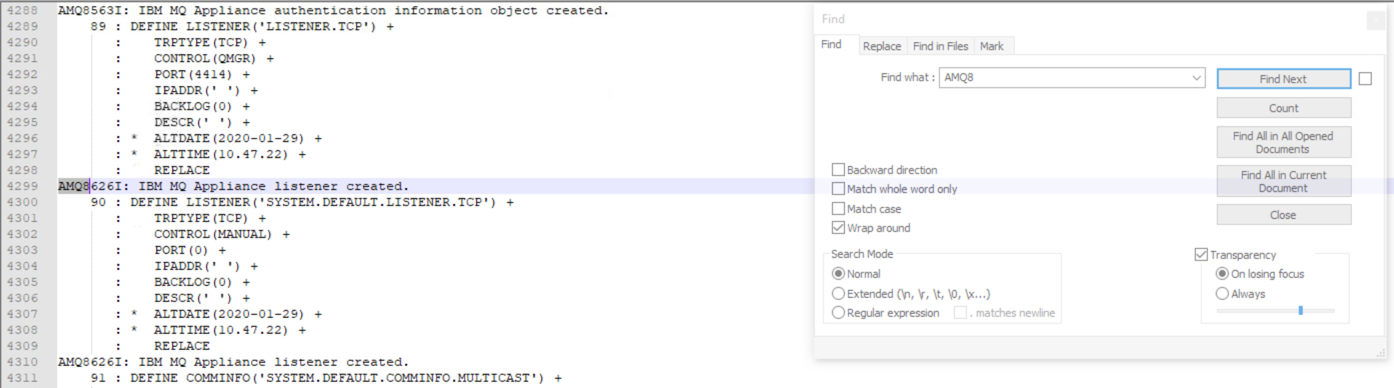 4288 AMQ8563I: IBM MQ Appliance authentication information object created.
4289 89 : DEFINE LISTENER('LISTENER.TCP') +
4290 : TRPTYPE(TCP) +
4291 : CONTROL(QMGR) +
4292 : PORT(4414) +
4293 : IPADDR(' ') +
4294 : BACKLOG(0) +
4295 : DESCR(' ') +
4296 : * ALTDATE(2020-01-29) +
4297 : * ALTTIME(10.47.22) +
4298 : REPLACE
4299 AMQ8626I: IBM MQ Appliance listener created.
4300 90 : DEFINE LISTENER('SYSTEM.DEFAULT.LISTENER.TCP') +
4301 : TRPTYPE(TCP) +
4302 : CONTROL(MANUAL) +
4303 : PORT(0) +
4304 : IPADDR(' ') +
4305 : BACKLOG(0) +
4306 : DESCR(' ') +
4307 : * ALTDATE(2020-01-29) +
4308 : * ALTTIME(10.47.22) +
4309 : REPLACE
4310 AMQ8626I: IBM MQ Appliance listener created.
4311 91 : DEFINE COMMINFO('SYSTEM.DEFAULT.COMMINFO.MULTICAST') +
Find
Find Replace Find in Files Mark
Find what : AMQ8
Find Next
Count
Find All in All Opened
Documents
Find All in Current
Document
Close
Backward direction
Match whole word only
Match case
Wrap around
Search Mode
Normal
Extended (\n, \r, \t, \0, \x...)
Regular expression . matches newline
Transparency
On losing focus
Always